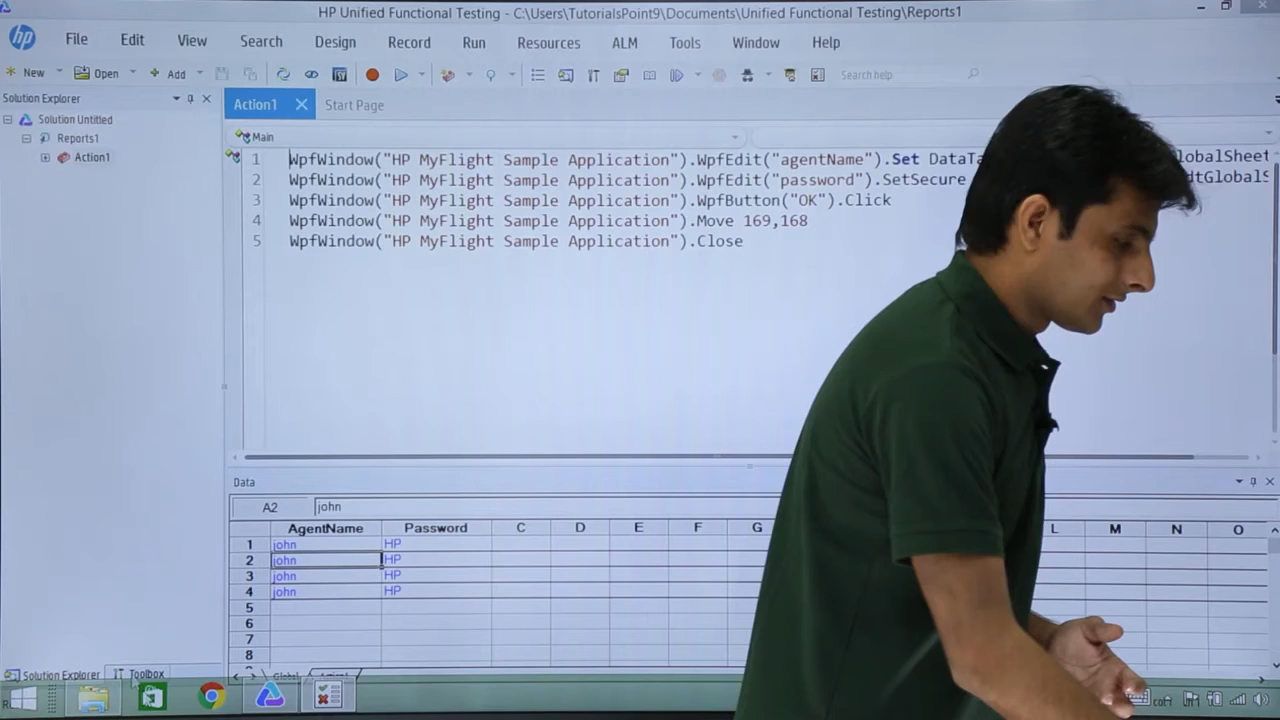 HP Unified Functional Testing - C:\Users\TutorialsPoint9\Documents\Unified Functional Testing\Reports1
hp File Edit View Search Design Record Run Resources ALM Tools Window Help
New Open Add Search help
Solution Explorer
Action1 Start Page
Solution Untitled
Reports1
Action1
Main
1 WpfWindow("HP MyFlight Sample Application").WpfEdit("agentName").Set
2 WpfWindow("HP MyFlight Sample Application").WpfEdit("password").SetSecure
3 WpfWindow("HP MyFlight Sample Application").WpfButton("OK").Click
4 WpfWindow("HP MyFlight Sample Application").Move 169,168
5 WpfWindow("HP MyFlight Sample Application").Close
Data
A2 john
AgentName Password C D E F G L M N O
1 john HP
2 john HP
3 john HP
4 john HP
5
6
7
8
Solution Explorer Toolbox
Global